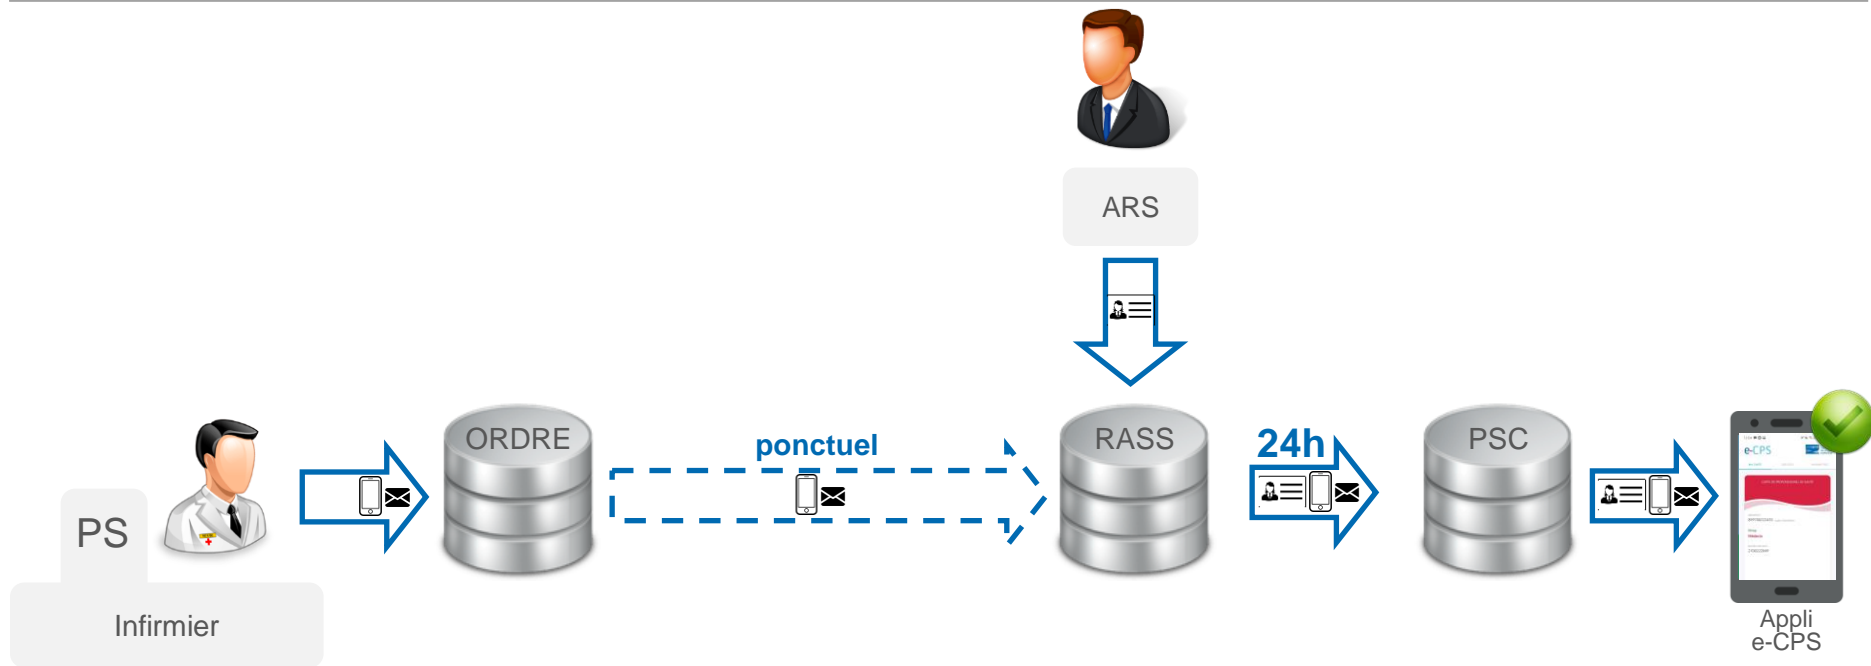 ARS
ORDRE
ponctuel
RASS
24h
PSC
e-CPS
PS
Infirmier
Appli
e-CPS